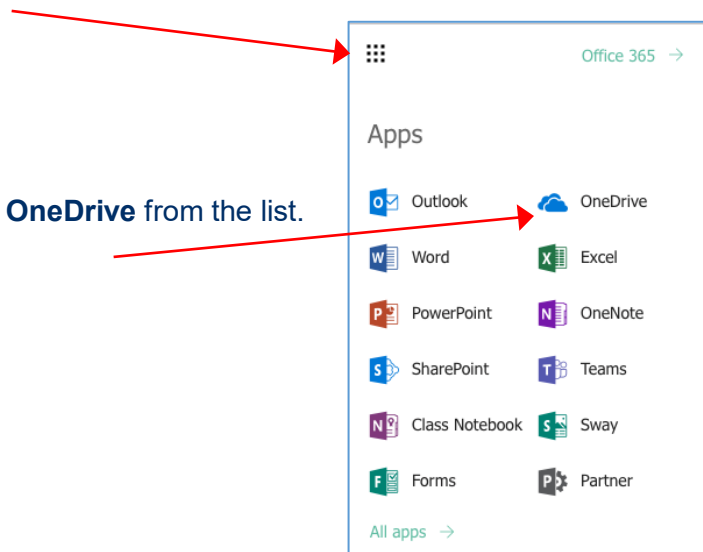 Office 365 →
Apps
OneDrive from the list.
Outlook OneDrive
Word Excel
PowerPoint OneNote
SharePoint Teams
Class Notebook Sway
Forms Partner
All apps →